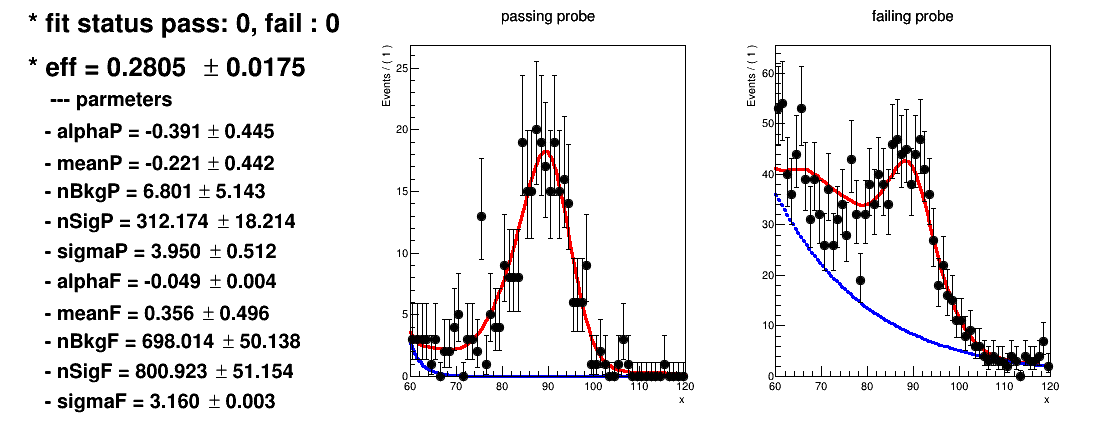 * fit status pass: 0, fail : 0
* eff = 0.2805 ± 0.0175
--- parmeters
- alphaP = -0.391 ± 0.445
- meanP = -0.221 ± 0.442
- nBkgP = 6.801 ± 5.143
- nSigP = 312.174 ± 18.214
- sigmaP = 3.950 ± 0.512
- alphaF = -0.049 ± 0.004
- meanF = 0.356 ± 0.496
- nBkgF = 698.014 ± 50.138
- nSigF = 800.923 ± 51.154
- sigmaF = 3.160 ± 0.003
passing probe
Events / ( 1 )
25
20
15
10
5
0
60 70 80 90 100 110 120
x
failing probe
Events / ( 1 )
60
50
40
30
20
10
0
60 70 80 90 100 110 120
x